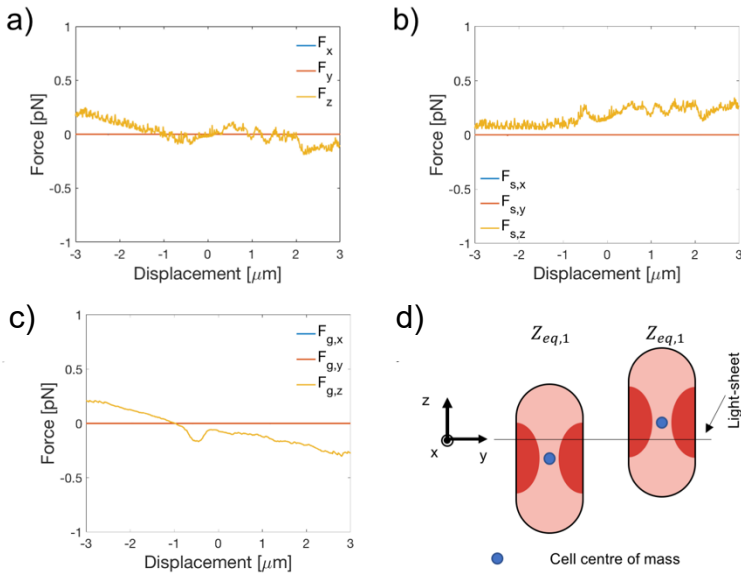 a)
F_x
F_y
F_z
Force [pN]
1
0.5
0
-0.5
-1
-3 -2 -1 0 1 2 3
Displacement [μm]
b)
F_s,x
F_s,y
F_s,z
Force [pN]
1
0.5
0
-0.5
-1
-3 -2 -1 0 1 2 3
Displacement [μm]
c)
F_g,x
F_g,y
F_g,z
Force [pN]
1
0.5
0
-0.5
-1
-3 -2 -1 0 1 2 3
Displacement [μm]
d)
Z_eq,1 Z_eq,1
Light-sheet
z
x y
Cell centre of mass